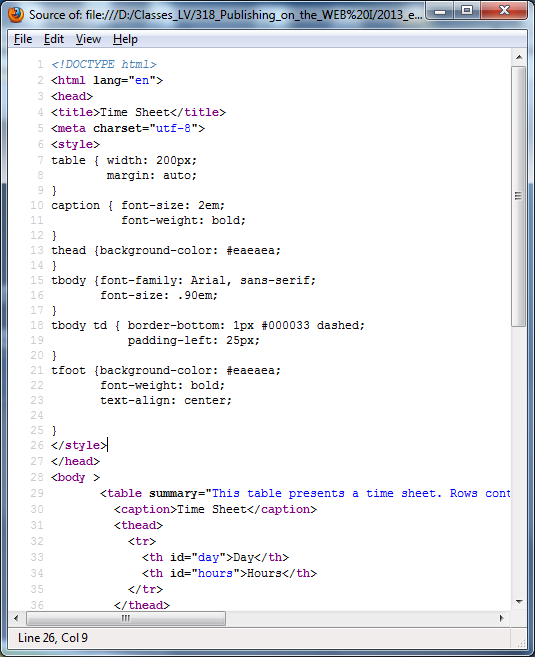 Source of: file:///D:/Classes_LV/318_Publishing_on_the_WEB%20I/2013_e...
File Edit View Help
1 <!DOCTYPE html>
2 <html lang="en">
3 <head>
4 <title>Time Sheet</title>
5 <meta charset="utf-8">
6 <style>
7 table { width: 200px;
8         margin: auto;
9 }
10 caption { font-size: 2em;
11           font-weight: bold;
12 }
13 thead {background-color: #eaeaea;
14 }
15 tbody {font-family: Arial, sans-serif;
16        font-size: .90em;
17 }
18 tbody td { border-bottom: 1px #000033 dashed;
19            padding-left: 25px;
20 }
21 tfoot {background-color: #eaeaea;
22        font-weight: bold;
23        text-align: center;
24
25 }
26 </style>
27 </head>
28 <body >
29        <table summary="This table presents a time sheet. Rows cont
30          <caption>Time Sheet</caption>
31          <thead>
32            <tr>
33              <th id="day">Day</th>
34              <th id="hours">Hours</th>
35            </tr>
36          </thead>
Line 26, Col 9